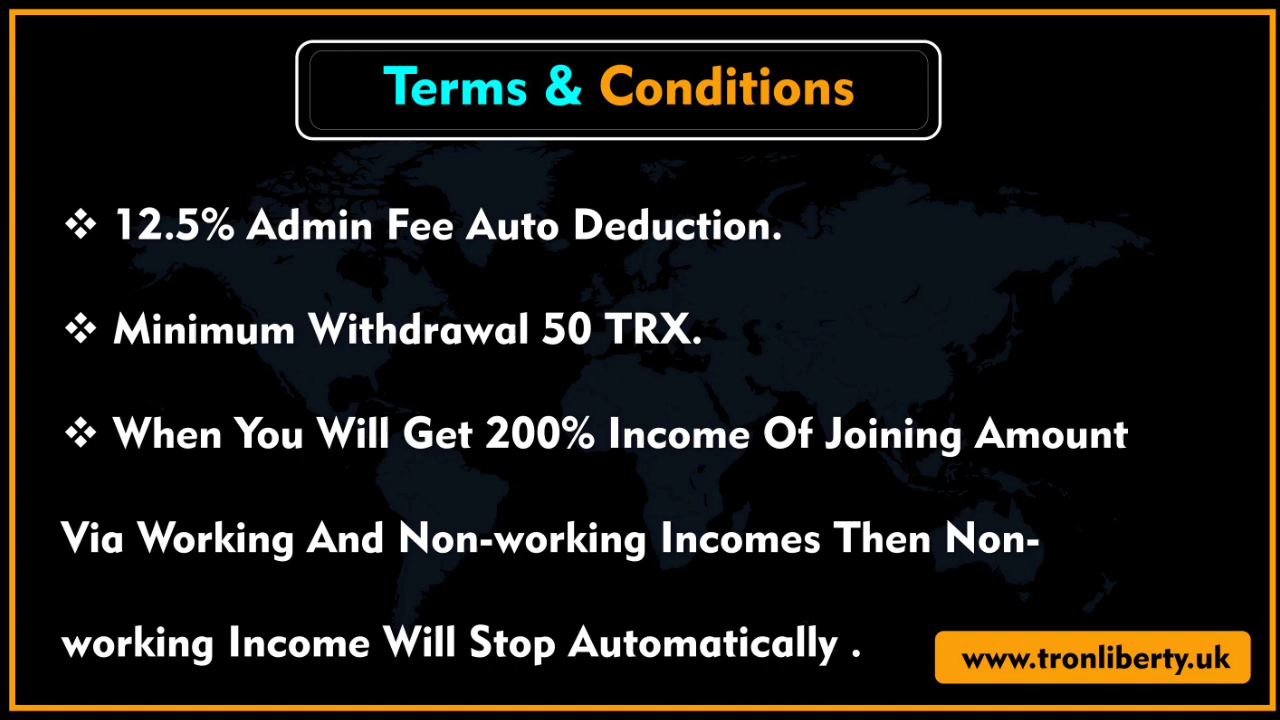 Terms & Conditions
❖ 12.5% Admin Fee Auto Deduction.
❖ Minimum Withdrawal 50 TRX.
❖ When You Will Get 200% Income Of Joining Amount
Via Working And Non-working Incomes Then Non-
working Income Will Stop Automatically .
www.tronliberty.uk